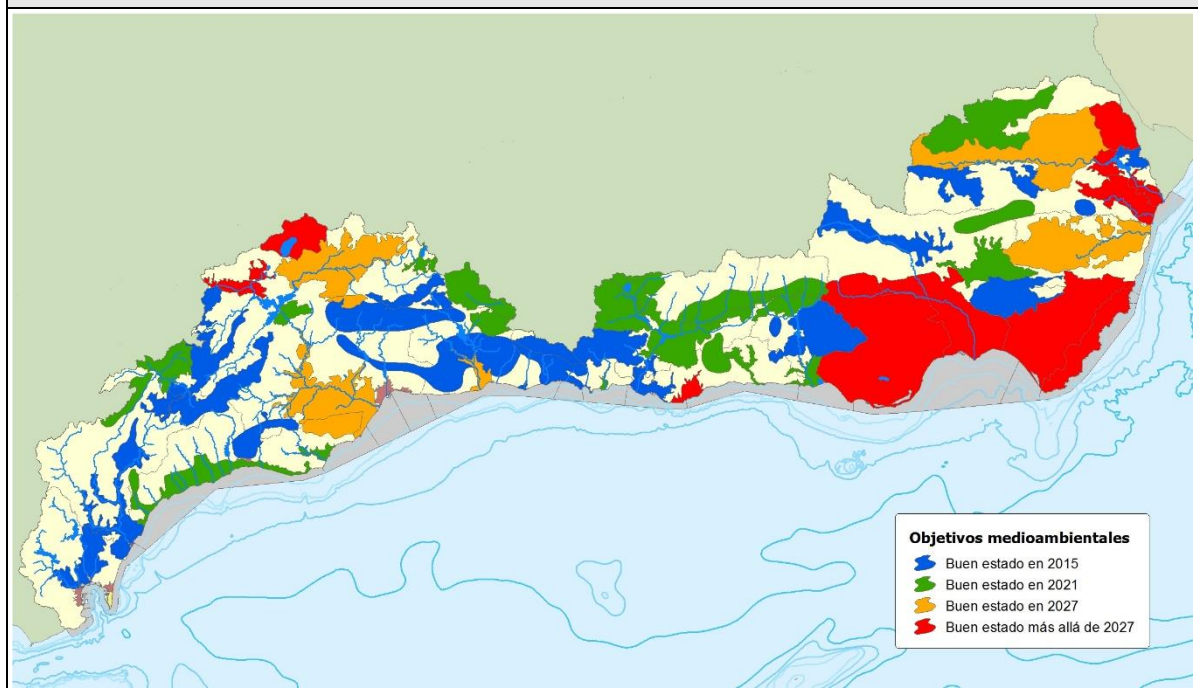 Objetivos medioambientales
Buen estado en 2015
Buen estado en 2021
Buen estado en 2027
Buen estado más allá de 2027